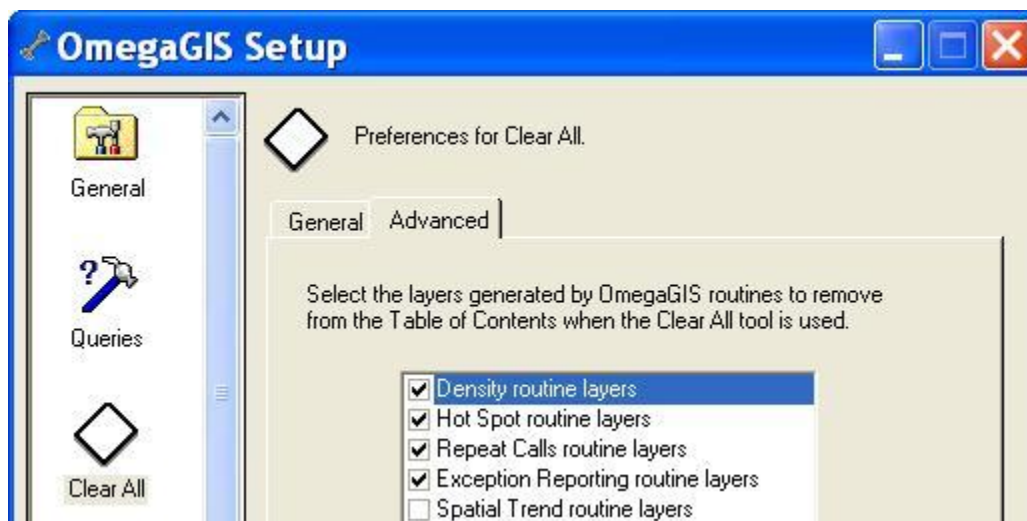 OmegaGIS Setup
General
Queries
Clear All
Preferences for Clear All.
General Advanced
Select the layers generated by OmegaGIS routines to remove
from the Table of Contents when the Clear All tool is used.
Density routine layers
Hot Spot routine layers
Repeat Calls routine layers
Exception Reporting routine layers
Spatial Trend routine layers